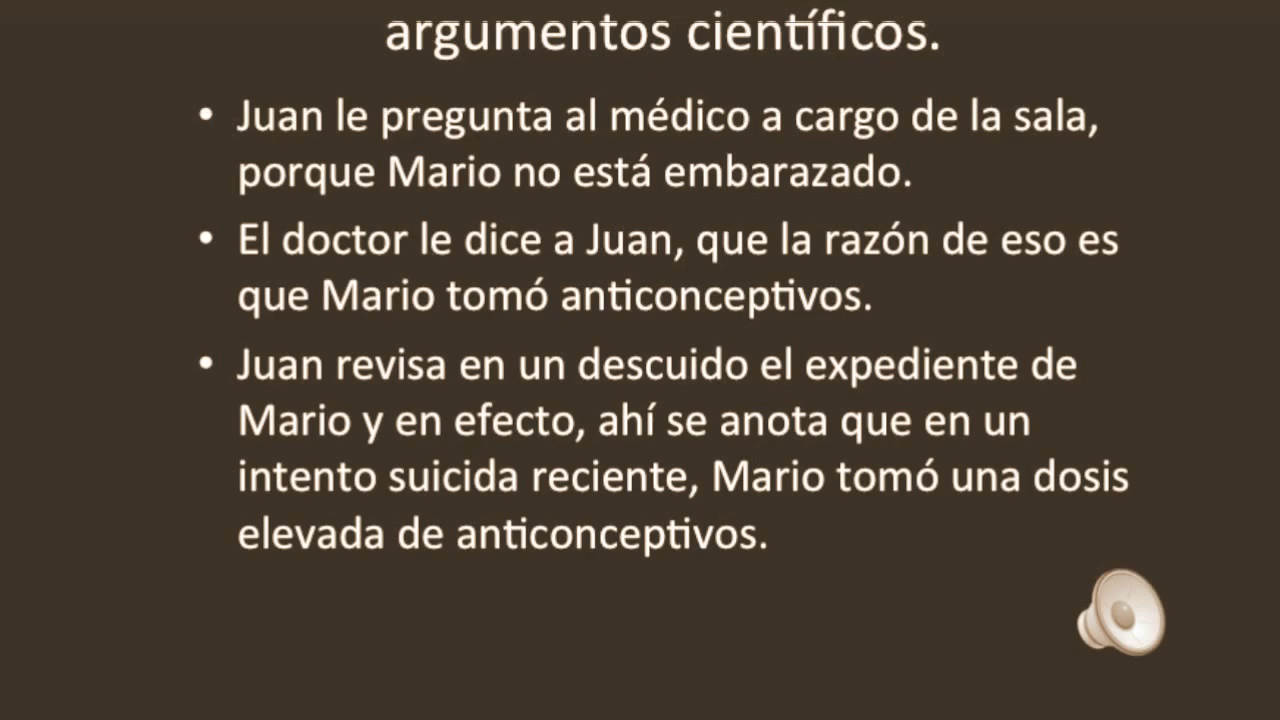 argumentos científicos.
• Juan le pregunta al médico a cargo de la sala,
porque Mario no está embarazado.
• El doctor le dice a Juan, que la razón de eso es
que Mario tomó anticonceptivos.
• Juan revisa en un descuido el expediente de
Mario y en efecto, ahí se anota que en un
intento suicida reciente, Mario tomó una dosis
elevada de anticonceptivos.